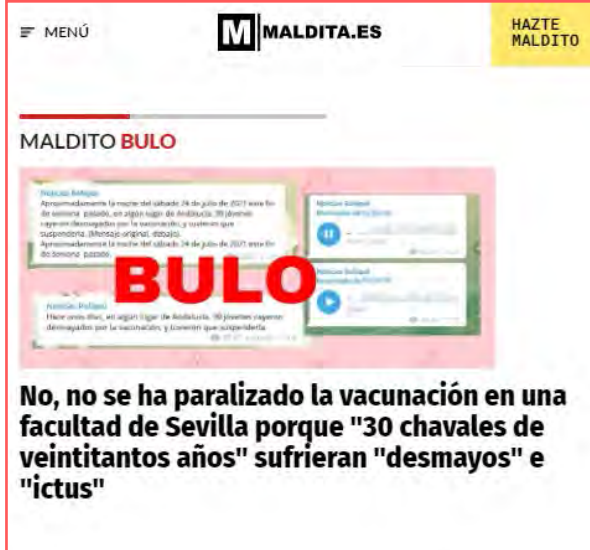 MENÚ
MALDITA.ES
HAZTE
MALDITO
MALDITO BULO
Aproximadamente la noche del sábado 24 de julio de 2021 este fin
de semana pasado, en algún lugar de Andalucía, 30 jóvenes
cayeron desmayados por la vacunación, y tuvieron que
suspenderla. (Mensaje original, debajo).
Aproximadamente la noche del sábado 24 de julio de 2021 este fin
de semana pasado
BULO
Hace unos días, en algún lugar de Andalucía, 30 jóvenes cayeron
desmayados por la vacunación, y tuvieron que suspenderla.
No, no se ha paralizado la vacunación en una
facultad de Sevilla porque "30 chavales de
veintitantos años" sufrieran "desmayos" e
"ictus"